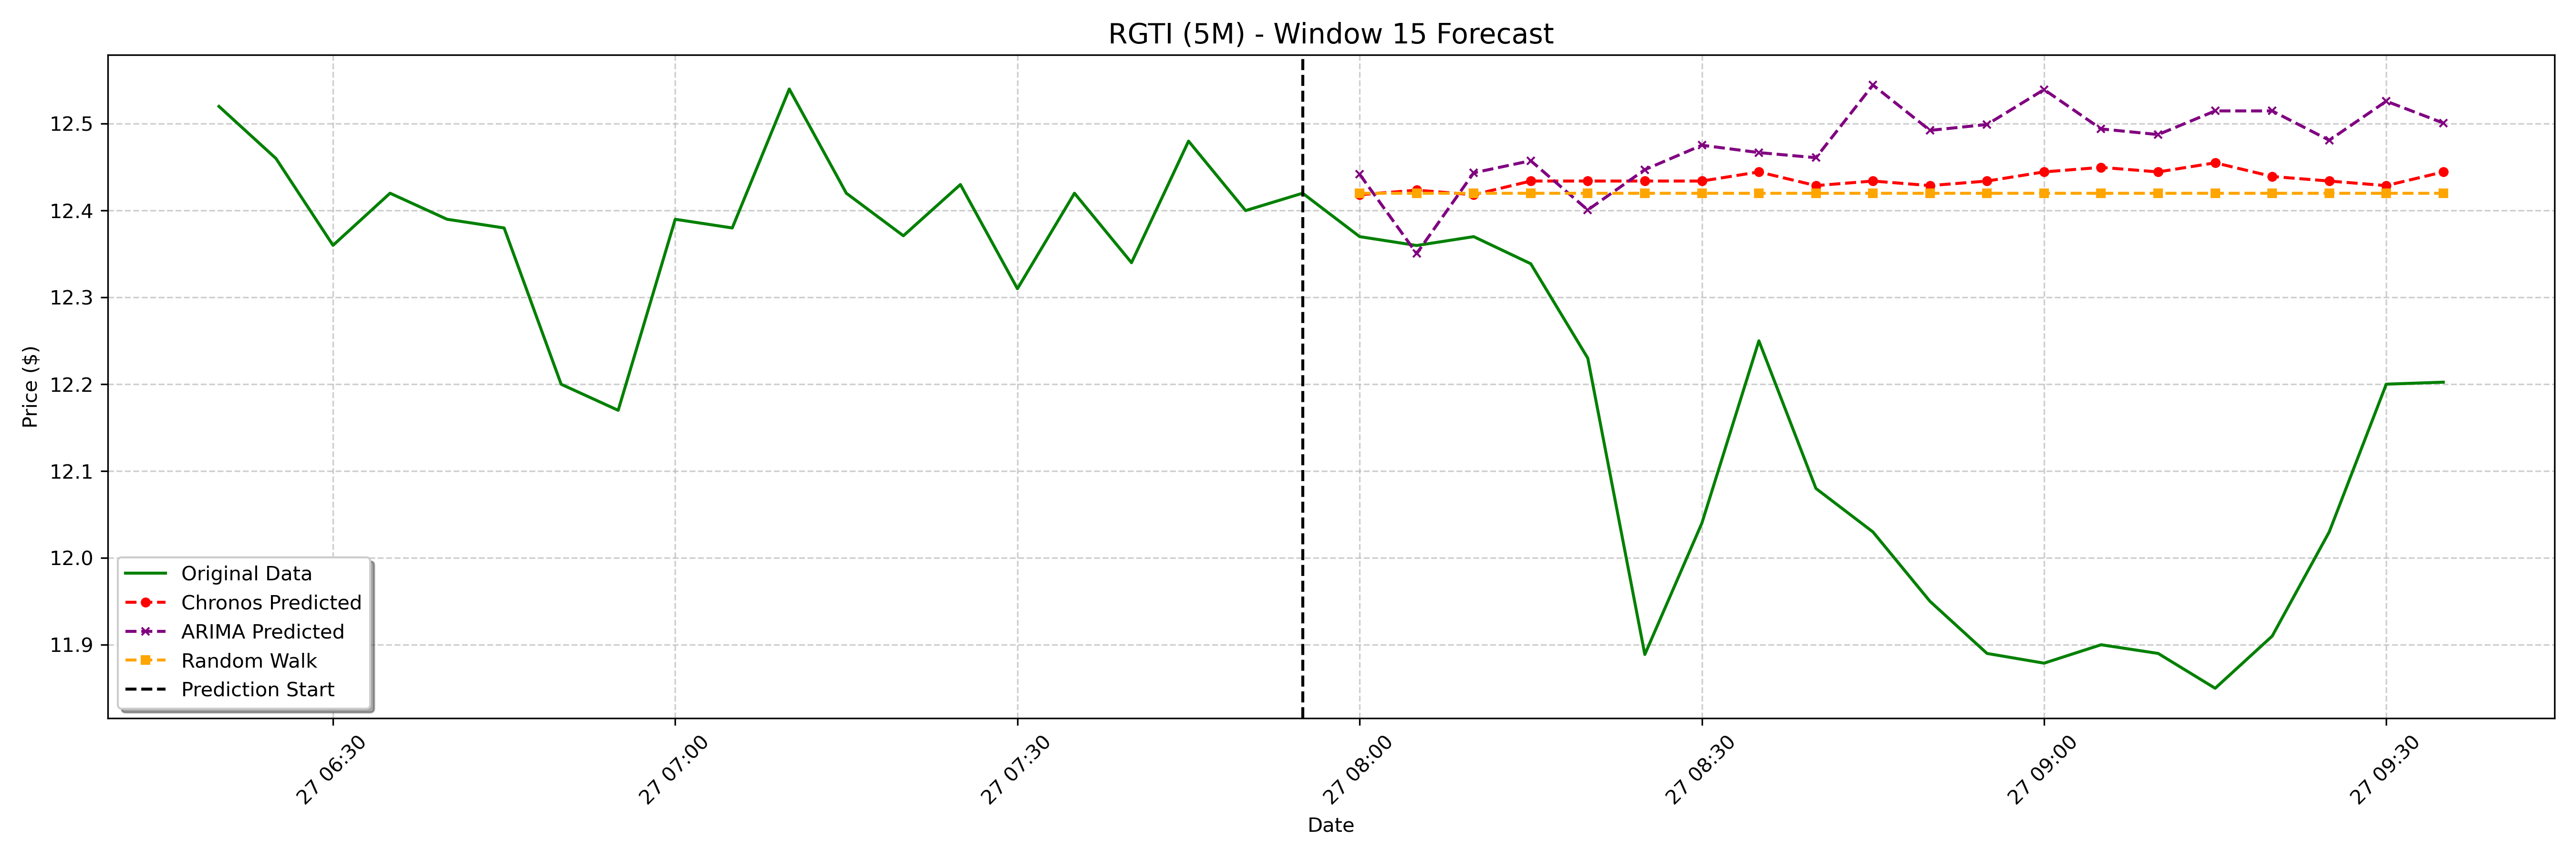 RGTI (5M) - Window 15 Forecast
Price ($)
12.5
12.4
12.3
12.2
12.1
12.0
11.9
Original Data
Chronos Predicted
ARIMA Predicted
Random Walk
Prediction Start
27 06:30
27 07:00
27 07:30
27 08:00
27 08:30
27 09:00
27 09:30
Date